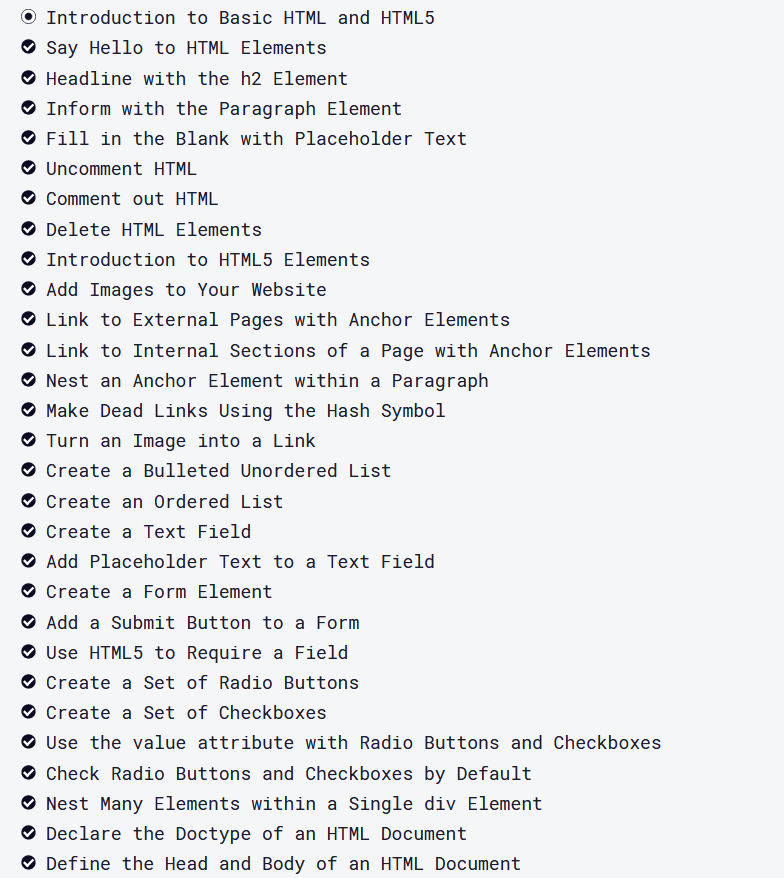 Introduction to Basic HTML and HTML5
Say Hello to HTML Elements
Headline with the h2 Element
Inform with the Paragraph Element
Fill in the Blank with Placeholder Text
Uncomment HTML
Comment out HTML
Delete HTML Elements
Introduction to HTML5 Elements
Add Images to Your Website
Link to External Pages with Anchor Elements
Link to Internal Sections of a Page with Anchor Elements
Nest an Anchor Element within a Paragraph
Make Dead Links Using the Hash Symbol
Turn an Image into a Link
Create a Bulleted Unordered List
Create an Ordered List
Create a Text Field
Add Placeholder Text to a Text Field
Create a Form Element
Add a Submit Button to a Form
Use HTML5 to Require a Field
Create a Set of Radio Buttons
Create a Set of Checkboxes
Use the value attribute with Radio Buttons and Checkboxes
Check Radio Buttons and Checkboxes by Default
Nest Many Elements within a Single div Element
Declare the Doctype of an HTML Document
Define the Head and Body of an HTML Document